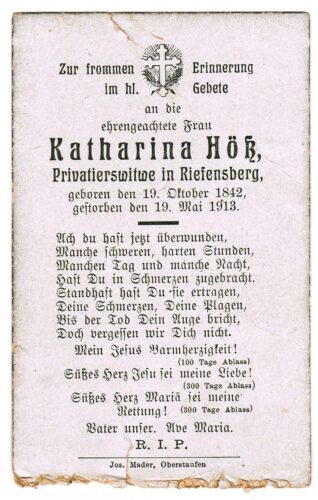 Zur frommen Erinnerung
im hl. Gebete
an die
ehrengeachtete Frau
Katharina Höß,
Privatierswitwe in Riefensberg,
geboren den 19. Oktober 1842,
gestorben den 19. Mai 1913.
Ach du hast jetzt überwunden,
Manche schweren, harten Stunden,
Manchen Tag und manche Nacht,
Hast Du in Schmerzen zugebracht.
Standhaft hast Du sie ertragen,
Deine Schmerzen, Deine Plagen,
Bis der Tod Dein Auge bricht,
Doch vergessen wir Dich nicht.
Mein Jesus Barmherzigkeit!
(100 Tage Ablass)
Süßes Herz Jesu sei meine Liebe!
(300 Tage Ablass)
Süßes Herz Mariä sei meine
Rettung! (300 Tage Ablass)
Vater unser. Ave Maria.
R. I. P.
Jos. Mader, Oberstaufen